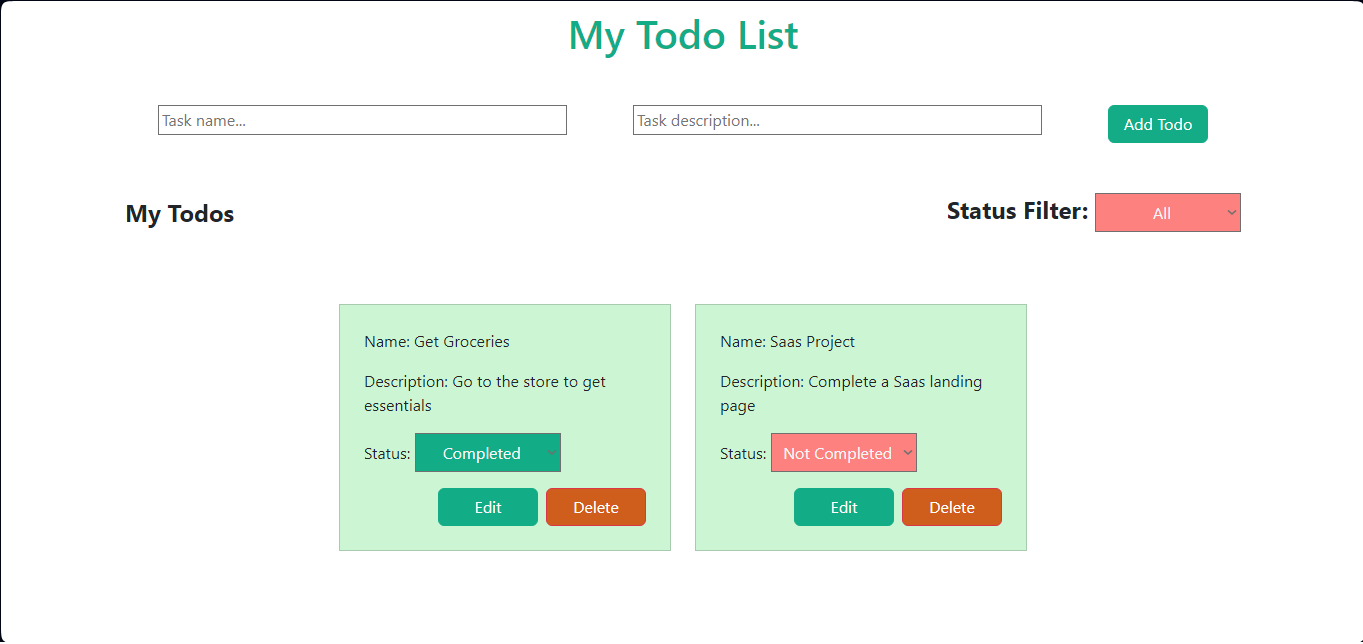 My Todo List
Task name...
Task description...
Add Todo
My Todos
Status Filter: All
Name: Get Groceries
Description: Go to the store to get
essentials
Status: Completed
Edit Delete
Name: Saas Project
Description: Complete a Saas landing
page
Status: Not Completed
Edit Delete